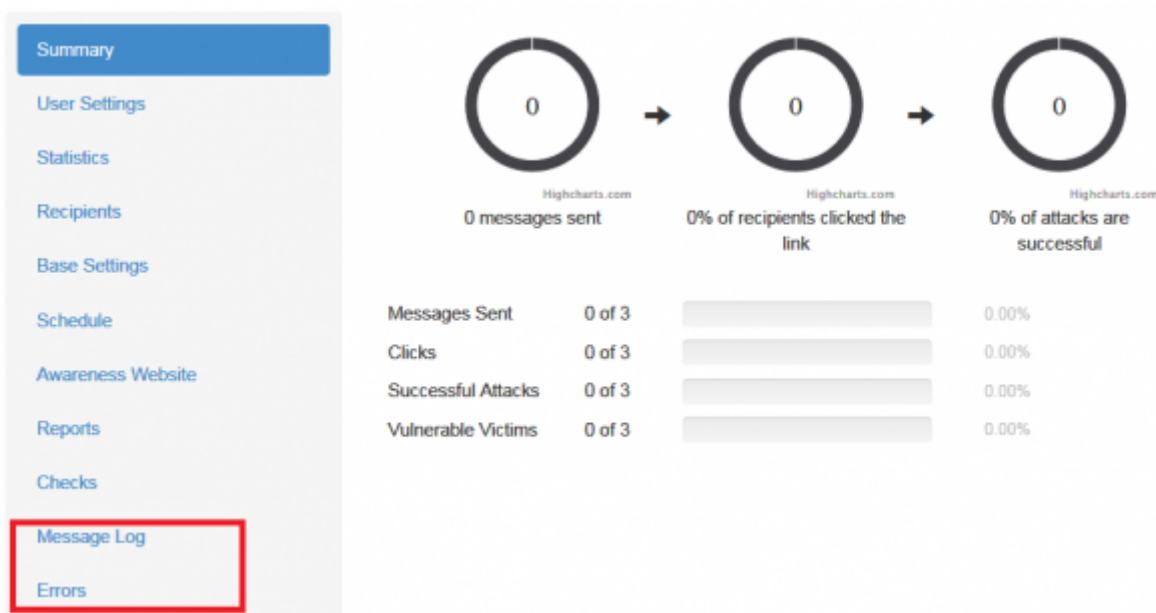 Summary
User Settings
Statistics
Recipients
Base Settings
Schedule
Awareness Website
Reports
Checks
Message Log
Errors
0
0
0
Highcharts.com
Highcharts.com
Highcharts.com
0 messages sent
0% of recipients clicked the
link
0% of attacks are
successful
Messages Sent 0 of 3 0.00%
Clicks 0 of 3 0.00%
Successful Attacks 0 of 3 0.00%
Vulnerable Victims 0 of 3 0.00%